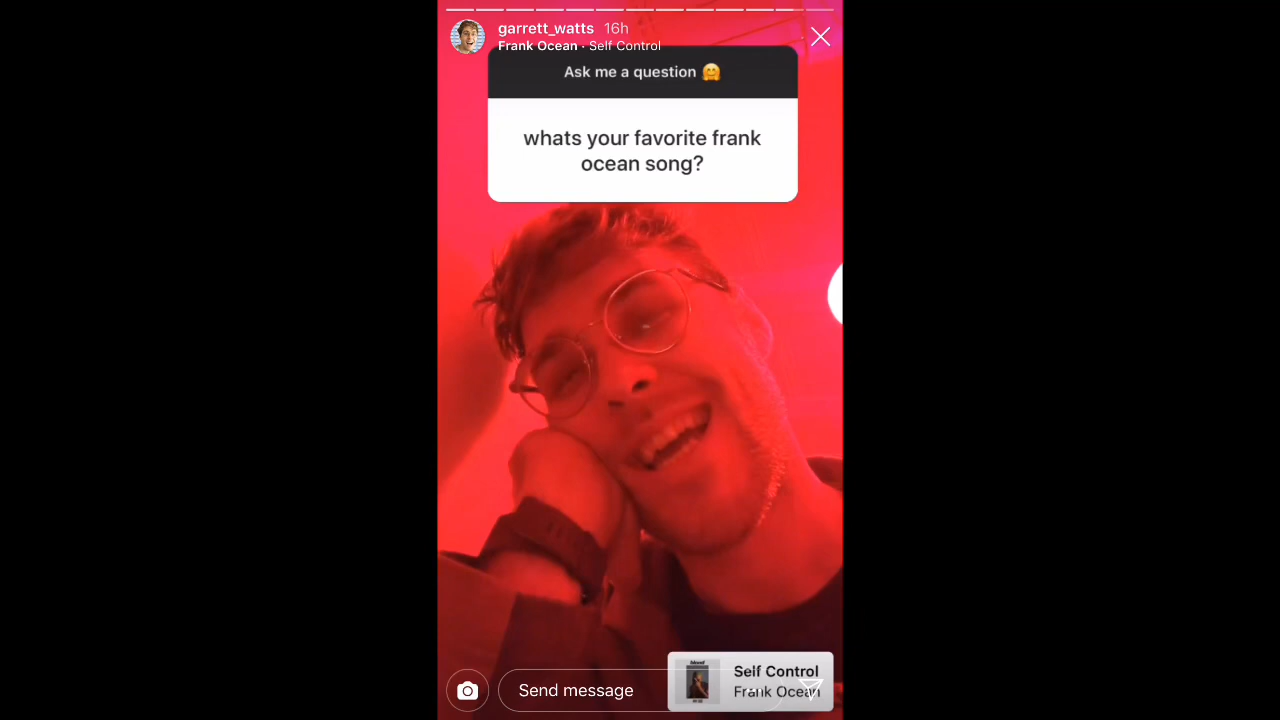 garrett_watts 16h
Frank Ocean · Self Control
Ask me a question 🤗
whats your favorite frank
ocean song?
Self Control
Frank Ocean
Send message